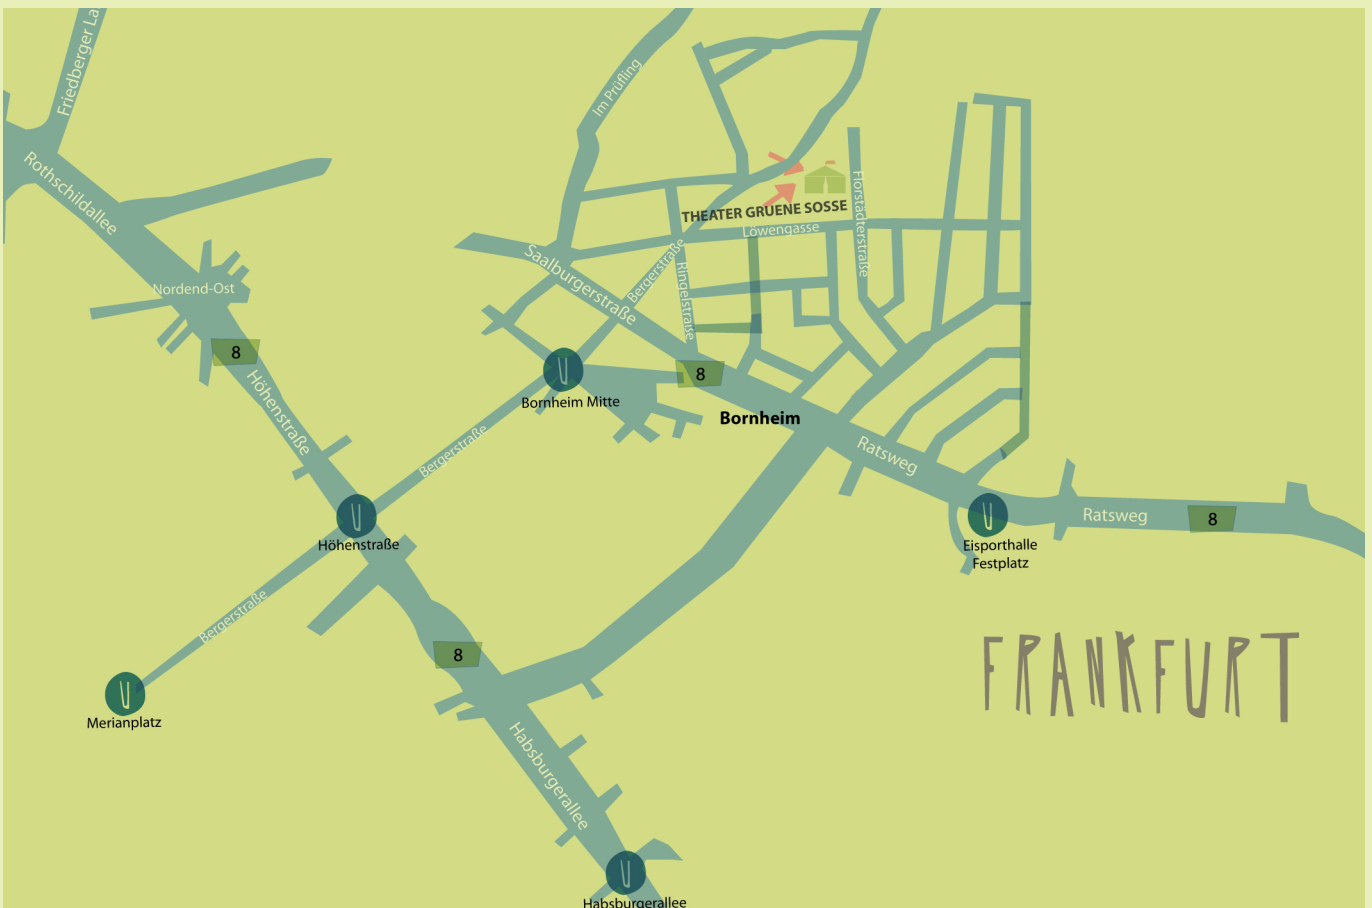 Friedberger La
Im Prüfling
Rothschildallee
Florstädterstraße
THEATER GRUENE SOSSE
Löwengasse
Saalburgerstraße
Bergerstraße
Ringelstraße
Nordend-Ost
8
Höhenstraße
8
Bornheim Mitte
Bornheim
Bergerstraße
Ratsweg
Ratsweg
8
Höhenstraße
Eisporthalle
Festplatz
Bergerstraße
8
FRANKFURT
Merianplatz
Habsburgerallee
Habsburgerallee
U
U
U
U
U